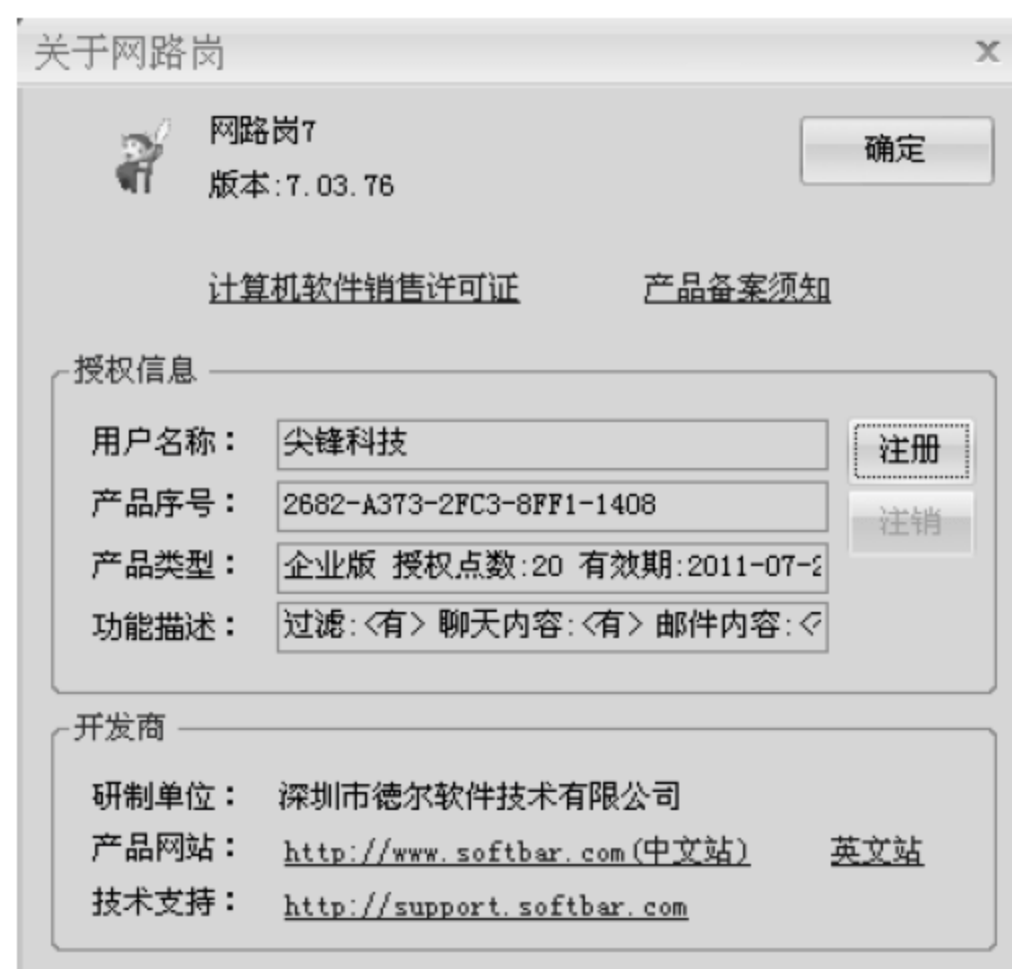 关于网路岗
网路岗7
确定
版本:7.03.76
计算机软件销售许可证 产品备案须知
授权信息
用户名称： 尖锋科技 注册
产品序号： 2682-A373-2FC3-8FF1-1408 注销
产品类型： 企业版 授权点数:20 有效期:2011-07-2
功能描述： 过滤:<有> 聊天内容:<有> 邮件内容:<
开发商
研制单位： 深圳市德尔软件技术有限公司
产品网站： http://www.softbar.com(中文站) 英文站
技术支持： http://support.softbar.com